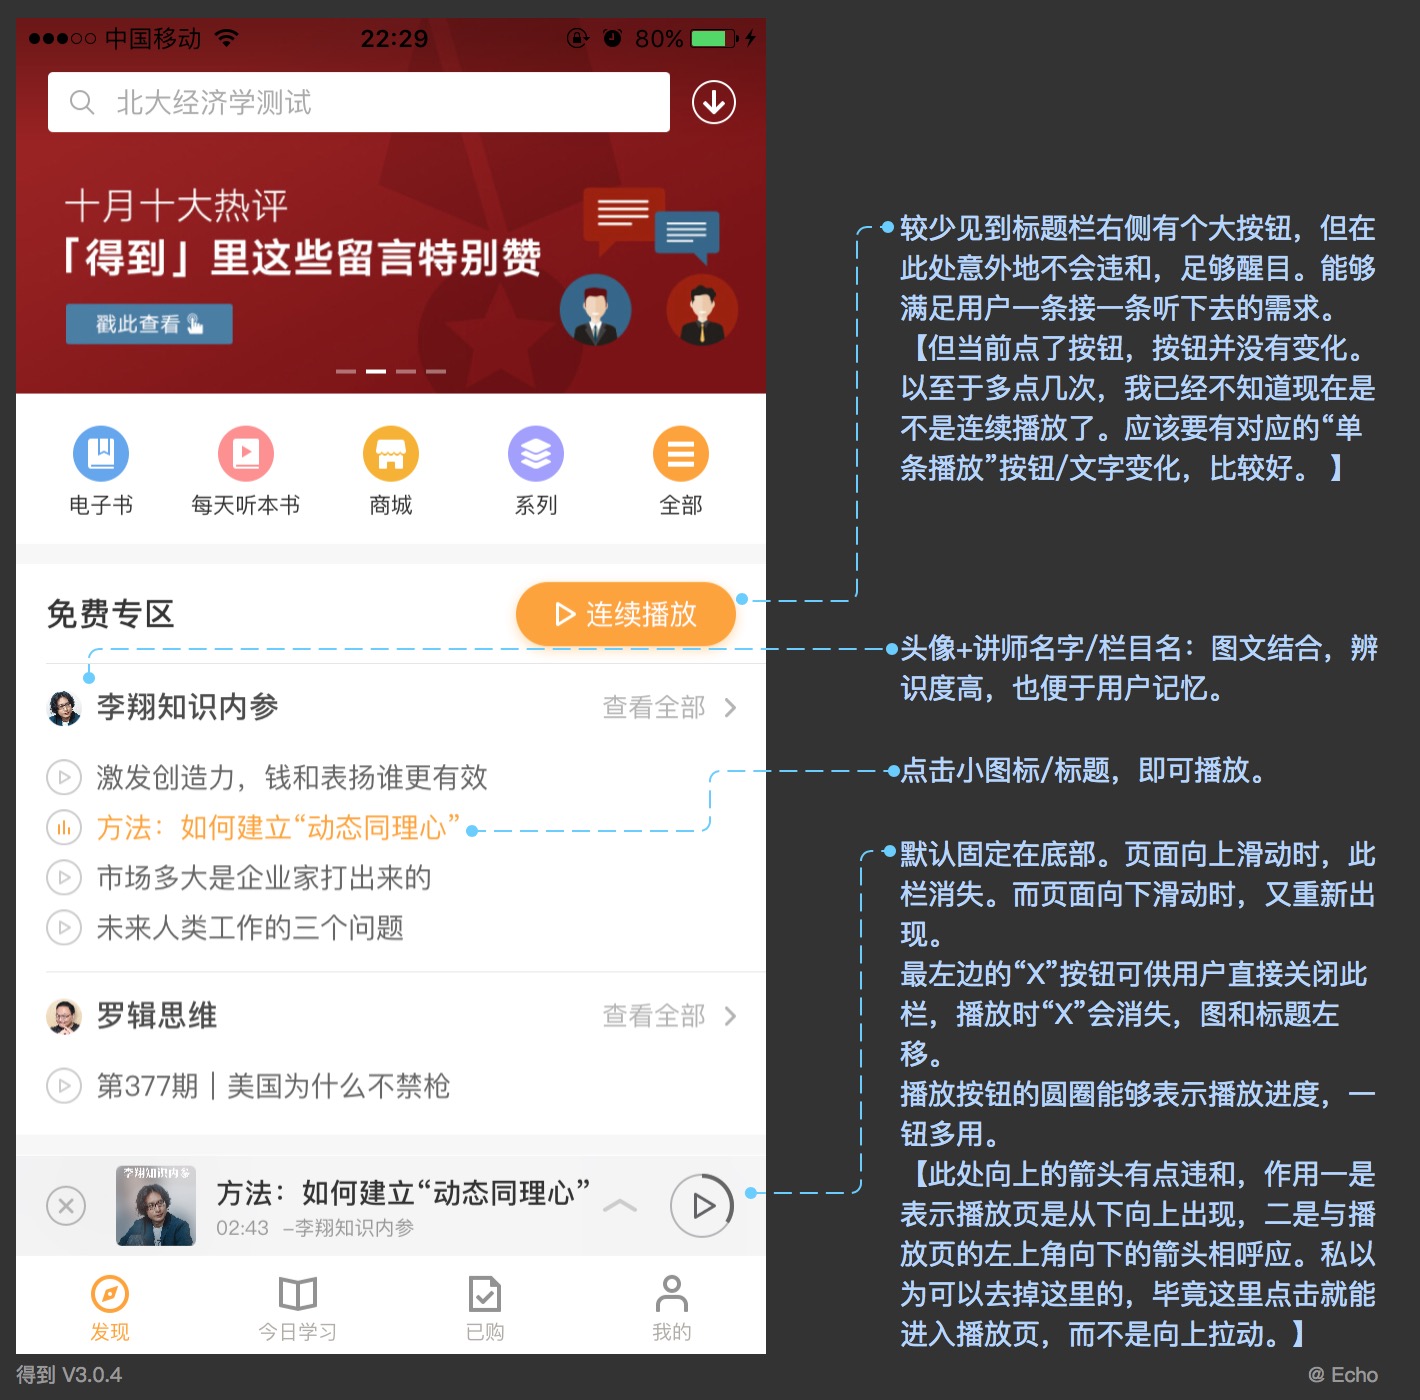 中国移动
22:29
80%
北大经济学测试
十月十大热评
「得到」里这些留言特别赞
戳此查看
电子书
每天听本书
商城
系列
全部
免费专区
连续播放
李翔知识内参
查看全部
激发创造力，钱和表扬谁更有效
方法：如何建立“动态同理心”
市场多大是企业家打出来的
未来人类工作的三个问题
罗辑思维
查看全部
第377期｜美国为什么不禁枪
李翔知识内参
方法：如何建立“动态同理心”
02:43 –李翔知识内参
发现
今日学习
已购
我的
较少见到标题栏右侧有个大按钮，但在
此处意外地不会违和，足够醒目。能够
满足用户一条接一条听下去的需求。
【但当前点了按钮，按钮并没有变化。
以至于多点几次，我已经不知道现在是
不是连续播放了。应该要有对应的“单
条播放”按钮/文字变化，比较好。】
头像+讲师名字/栏目名：图文结合，辨
识度高，也便于用户记忆。
点击小图标/标题，即可播放。
默认固定在底部。页面向上滑动时，此
栏消失。而页面向下滑动时，又重新出
现。
最左边的“X”按钮可供用户直接关闭此
栏，播放时“X”会消失，图和标题左
移。
播放按钮的圆圈能够表示播放进度，一
钮多用。
【此处向上的箭头有点违和，作用一是
表示播放页是从下向上出现，二是与播
放页的左上角向下的箭头相呼应。私以
为可以去掉这里的，毕竟这里点击就能
进入播放页，而不是向上拉动。】
得到 V3.0.4
@ Echo